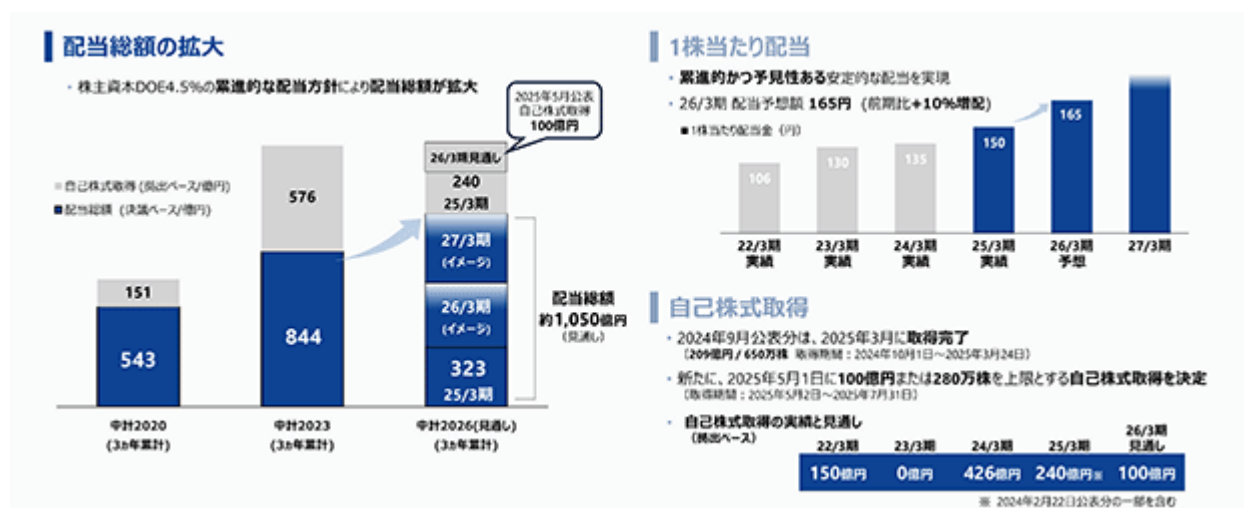 配当総額の拡大
・株主資本DOE4.5%の累進的な配当方針により配当総額が拡大
2025年5月公表
自己株式取得
100億円
■自己株式取得(拠出ベース/億円)
■配当総額 (決議ベース/億円)
151
543
576
844
26/3期見通し
240
25/3期
27/3期
(イメージ)
26/3期
(イメージ)
323
25/3期
配当総額
約1,050億円
(見通し)
中計2020
(3ヵ年累計)
中計2023
(3ヵ年累計)
中計2026(見通し)
(3ヵ年累計)
1株当たり配当
・累進的かつ予見性ある安定的な配当を実現
・26/3期 配当予想額 165円 (前期比+10%増配)
■1株当たり配当金 (円)
106
130
135
150
165
22/3期
実績
23/3期
実績
24/3期
実績
25/3期
実績
26/3期
予想
27/3期
自己株式取得
・2024年9月公表分は、2025年3月に取得完了
(209億円 / 650万株 取得期間：2024年10月1日～2025年3月24日)
・新たに、2025年5月1日に100億円または280万株を上限とする自己株式取得を決定
(取得期間：2025年5月2日～2025年7月31日)
・自己株式取得の実績と見通し
(拠出ベース)
22/3期 23/3期 24/3期 25/3期 26/3期見通し
150億円 0億円 426億円 240億円※ 100億円
※ 2024年2月22日公表分の一部を含む